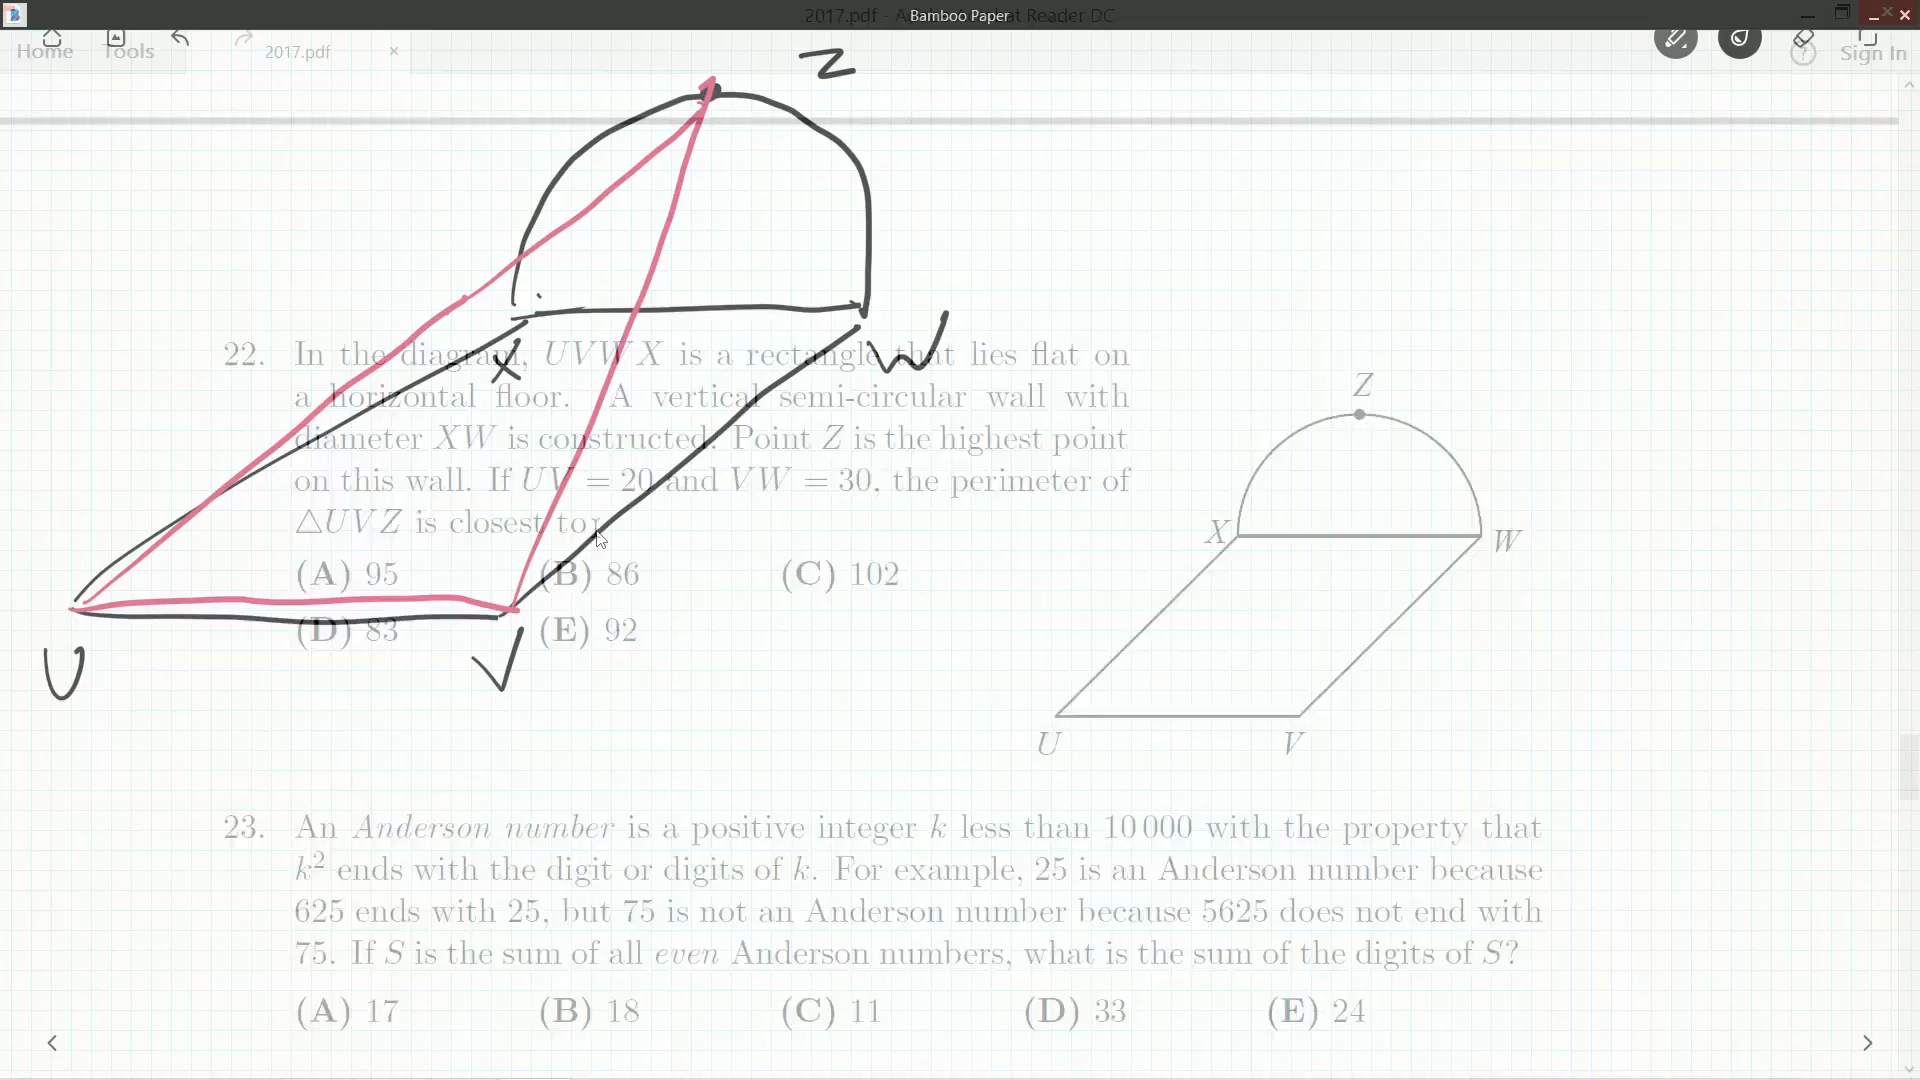 2017.pdf - Adobe Acrobat Reader DC
Bamboo Paper
Home
Tools
2017.pdf
×
Sign In
Z
X
W
U
V
22. In the diagram, UVWX is a rectangle that lies flat on
a horizontal floor. A vertical semi-circular wall with
diameter XW is constructed. Point Z is the highest point
on this wall. If UV = 20 and VW = 30, the perimeter of
△UVZ is closest to:
(A) 95 (B) 86 (C) 102
(D) 83 (E) 92
Z
X
W
U
V
23. An Anderson number is a positive integer k less than 10 000 with the property that
k² ends with the digit or digits of k. For example, 25 is an Anderson number because
625 ends with 25, but 75 is not an Anderson number because 5625 does not end with
75. If S is the sum of all even Anderson numbers, what is the sum of the digits of S?
(A) 17 (B) 18 (C) 11 (D) 33 (E) 24